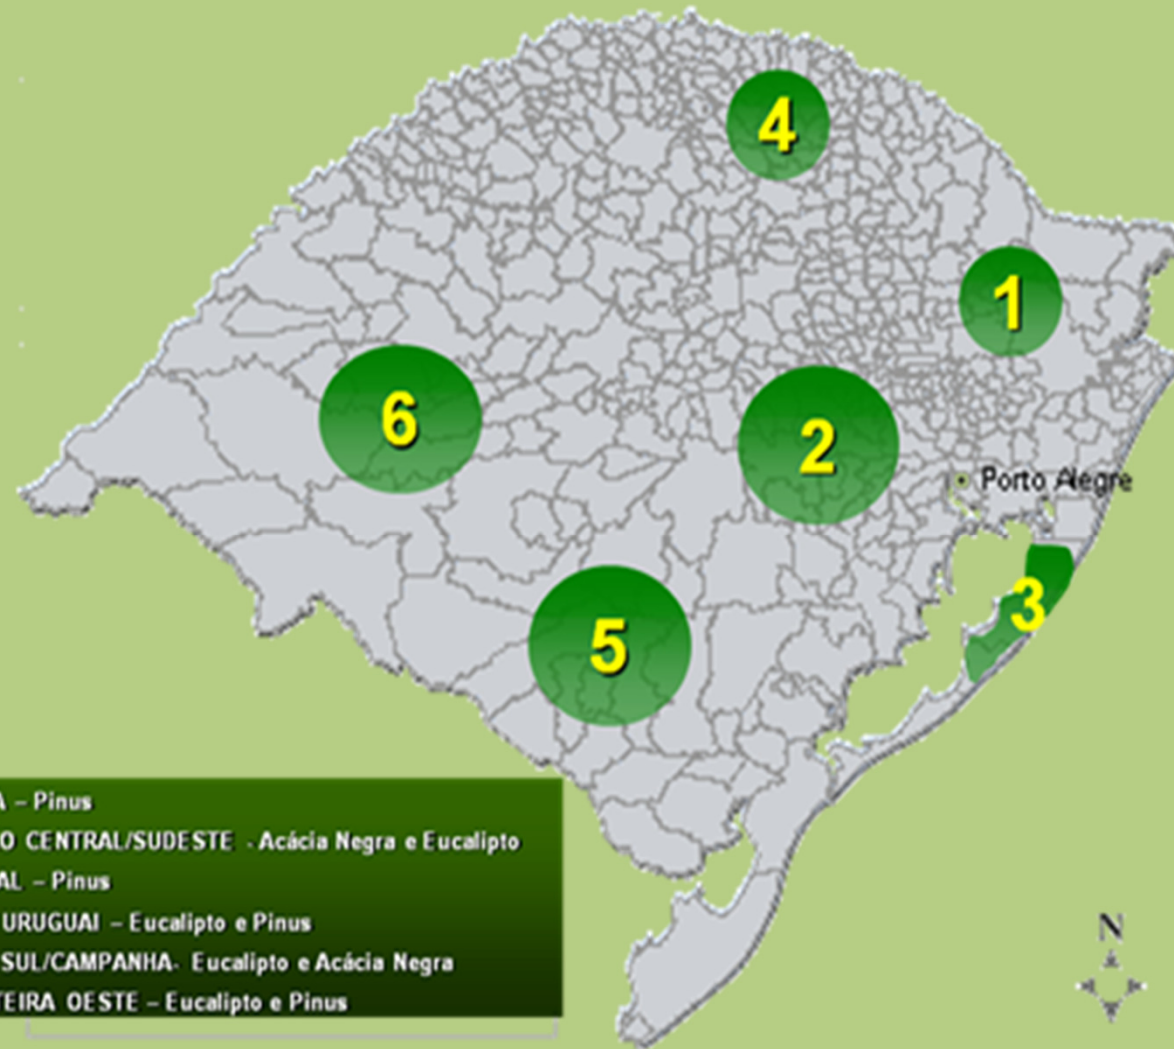 4
1
6
2
Porto Alegre
3
5
A – Pinus
O CENTRAL/SUDESTE - Acácia Negra e Eucalipto
AL – Pinus
URUGUAI – Eucalipto e Pinus
SUL/CAMPANHA- Eucalipto e Acácia Negra
TEIRA OESTE – Eucalipto e Pinus
N